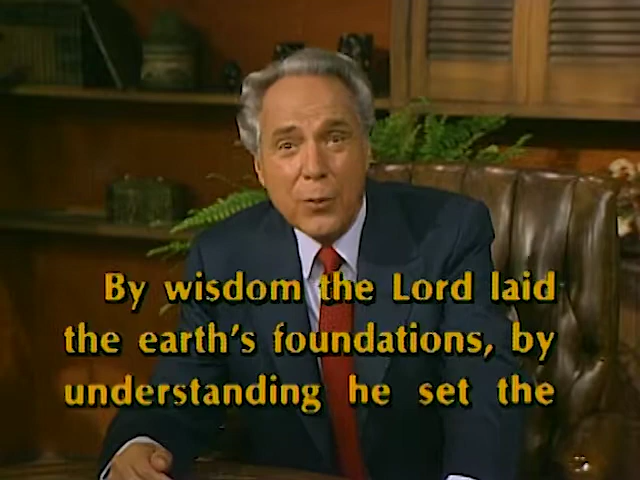 By wisdom the Lord laid
the earth's foundations, by
understanding he set the